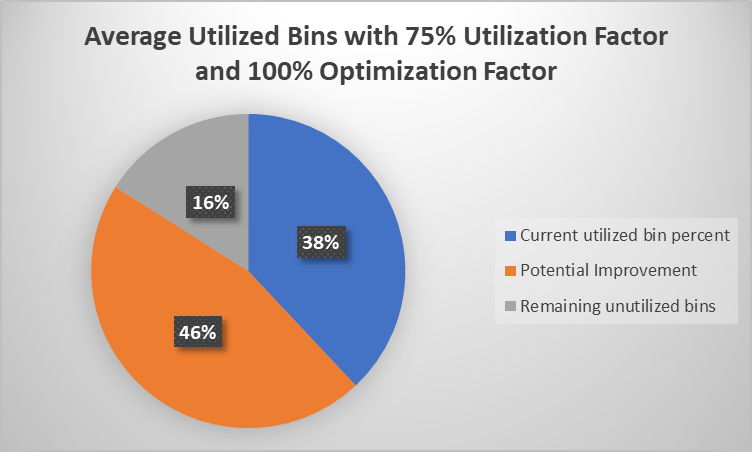 Average Utilized Bins with 75% Utilization Factor
and 100% Optimization Factor
16%
38%
46%
Current utilized bin percent
Potential Improvement
Remaining unutilized bins